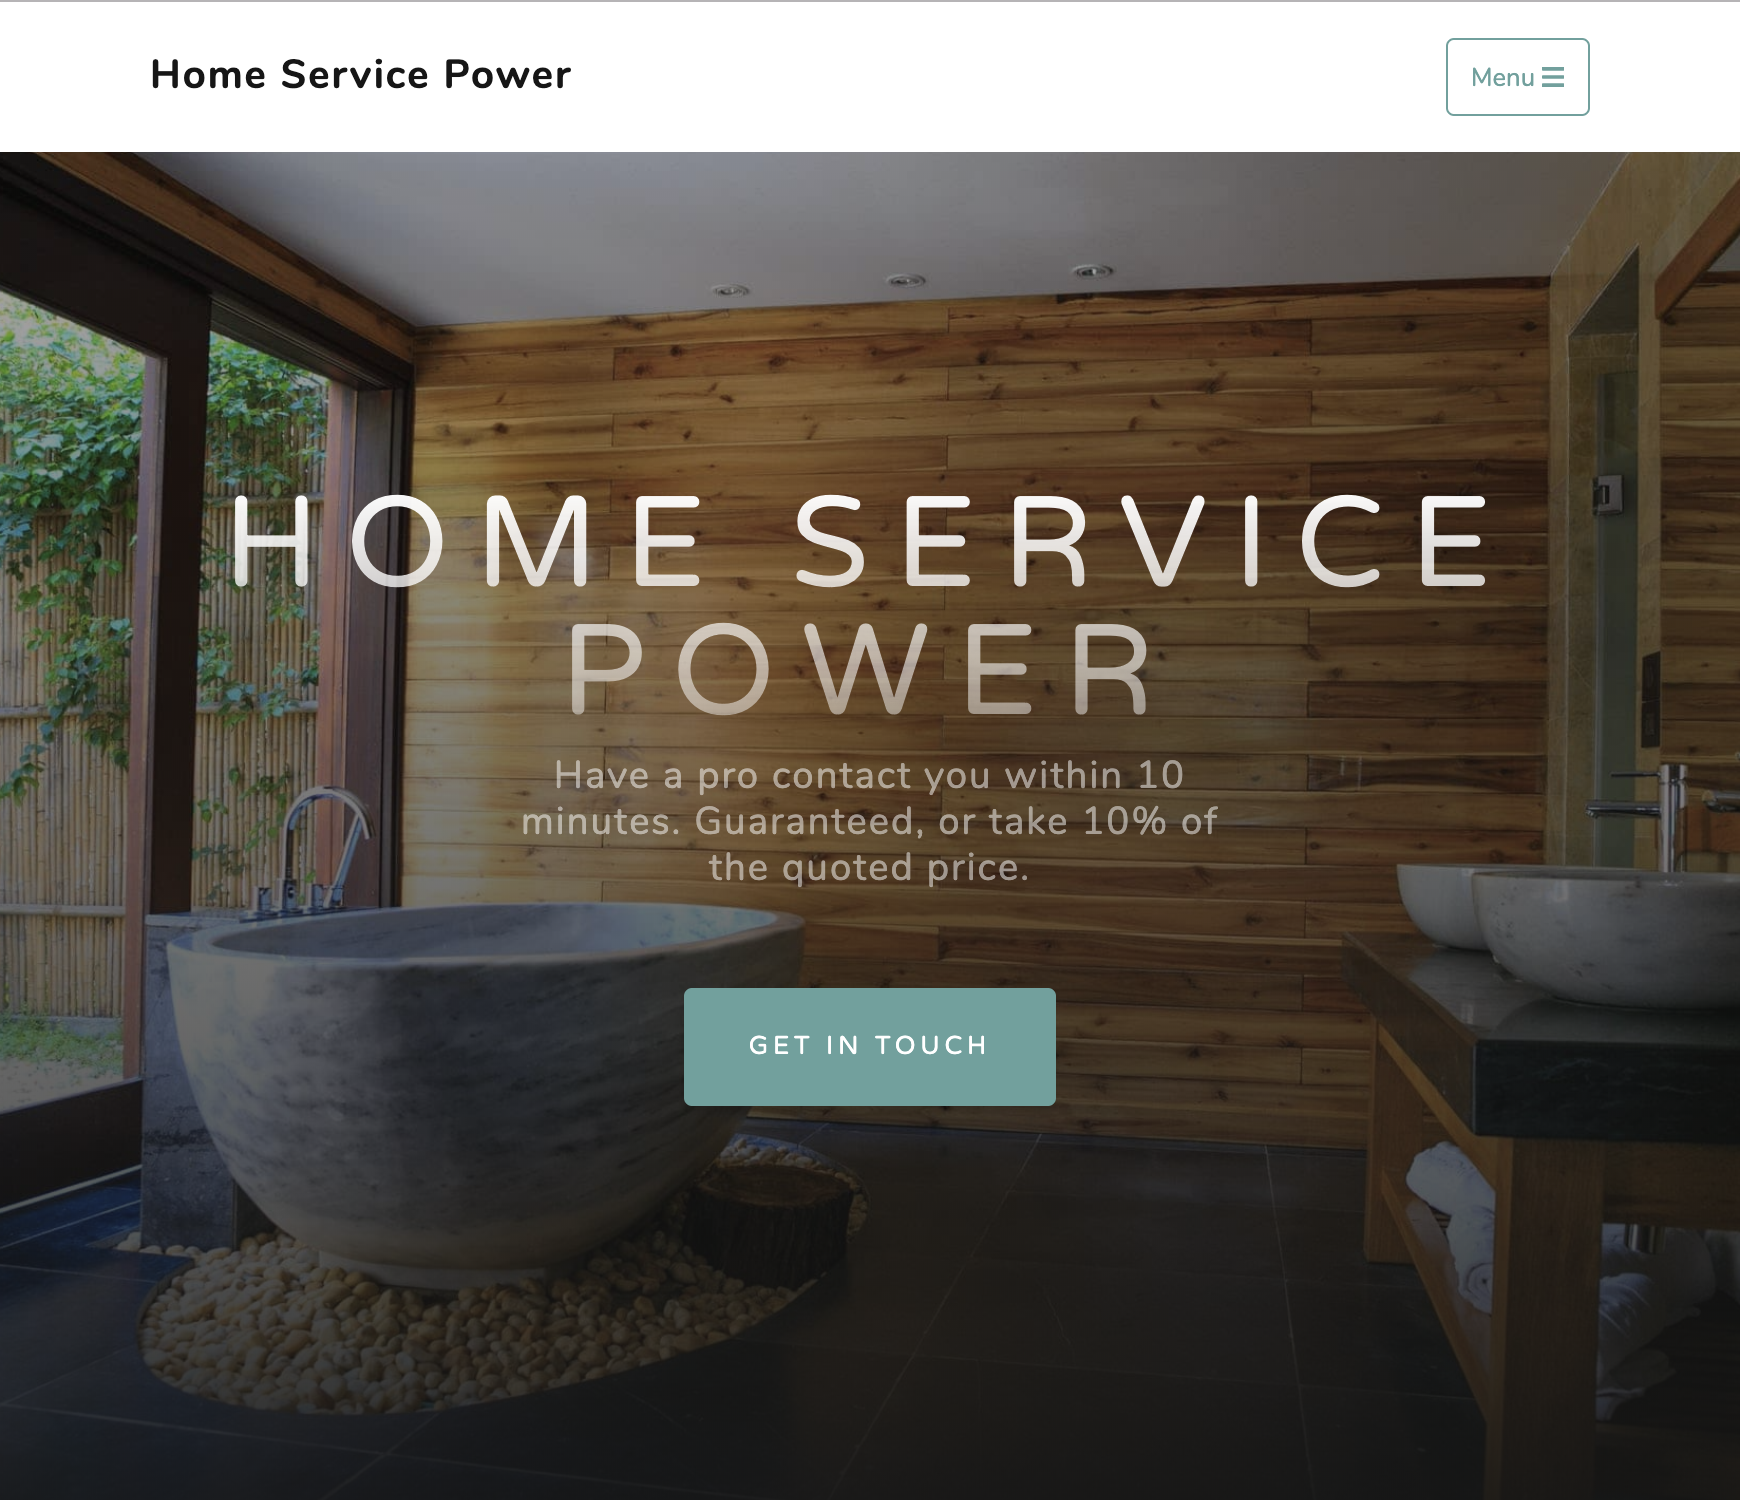 Home Service Power
Menu
HOME SERVICE
POWER
Have a pro contact you within 10
minutes. Guaranteed, or take 10% of
the quoted price.
GET IN TOUCH